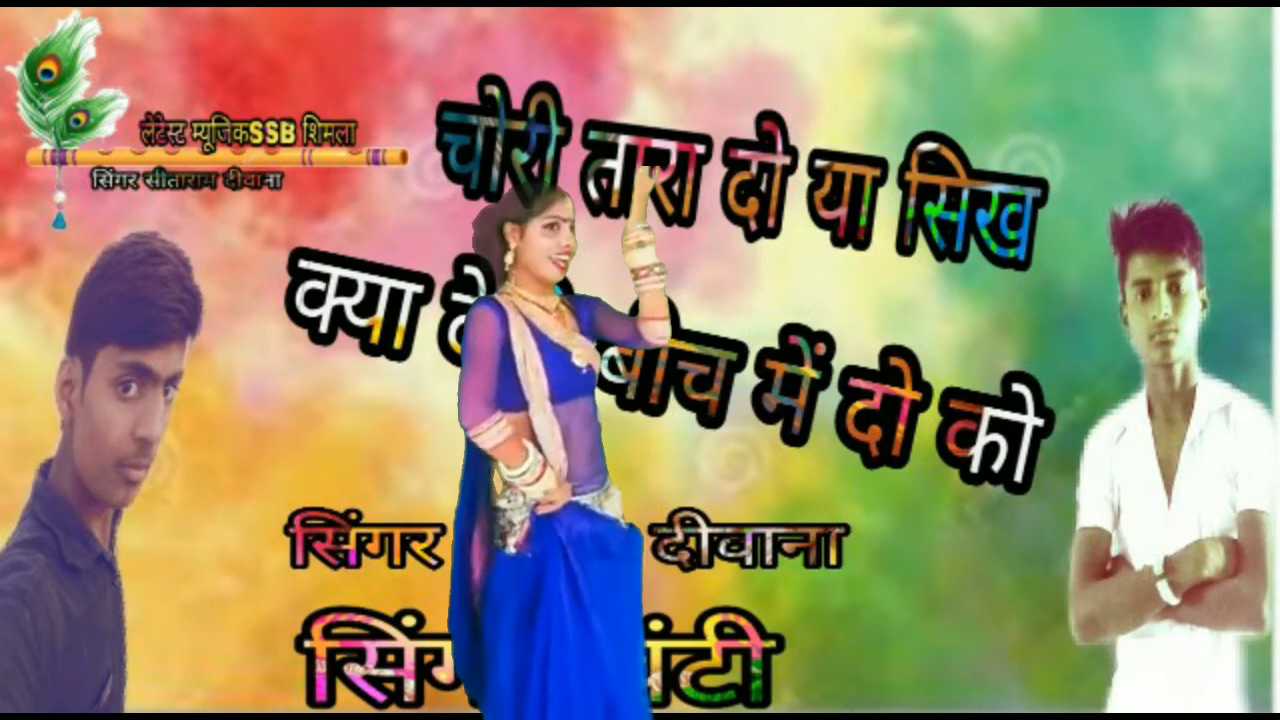 लेटेस्ट म्यूजिकSSB शिमला
सिंगर सीताराम दीवाना
चोरी तारा दो या सिख
क्या बीच में दो को
सिंगर दीवाना